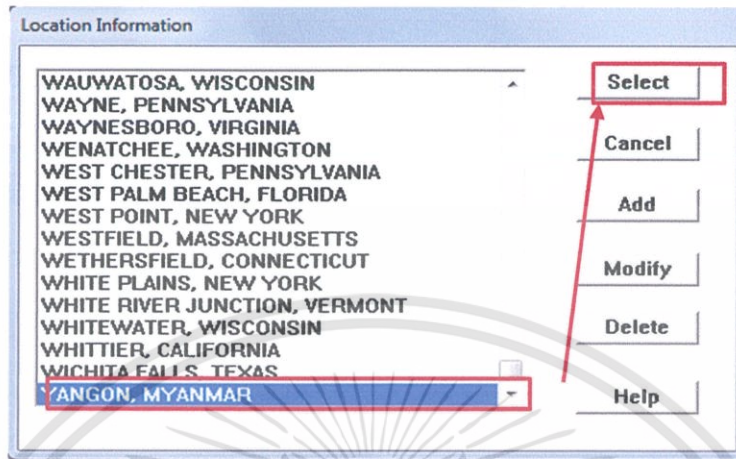 Location Information
WAUWATOSA, WISCONSIN
WAYNE, PENNSYLVANIA
WAYNESBORO, VIRGINIA
WENATCHEE, WASHINGTON
WEST CHESTER, PENNSYLVANIA
WEST PALM BEACH, FLORIDA
WEST POINT, NEW YORK
WESTFIELD, MASSACHUSETTS
WETHERSFIELD, CONNECTICUT
WHITE PLAINS, NEW YORK
WHITE RIVER JUNCTION, VERMONT
WHITEWATER, WISCONSIN
WHITTIER, CALIFORNIA
WICHITA FALLS, TEXAS
YANGON, MYANMAR
Select
Cancel
Add
Modify
Delete
Help